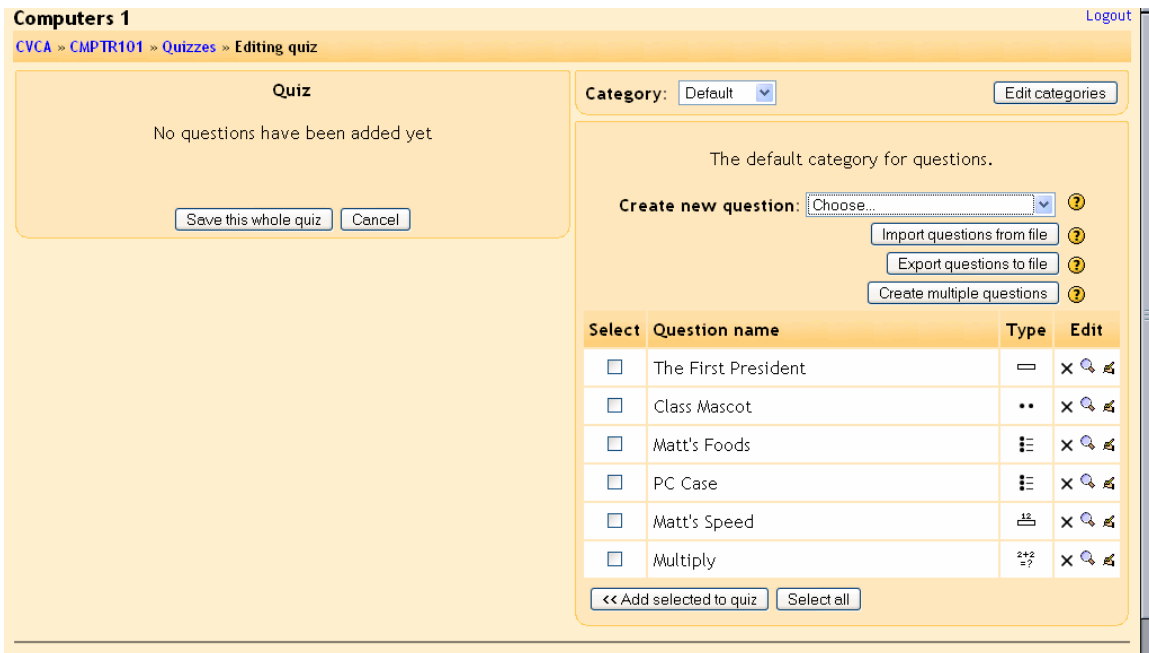 Computers 1
Logout
CVCA » CMPTR101 » Quizzes » Editing quiz
Quiz
No questions have been added yet
Save this whole quiz
Cancel
Category: Default
Edit categories
The default category for questions.
Create new question: Choose...
?
Import questions from file
?
Export questions to file
?
Create multiple questions
?
Select Question name Type Edit
The First President
Class Mascot
Matt's Foods
PC Case
Matt's Speed 12
Multiply 2+2 =?
<< Add selected to quiz
Select all